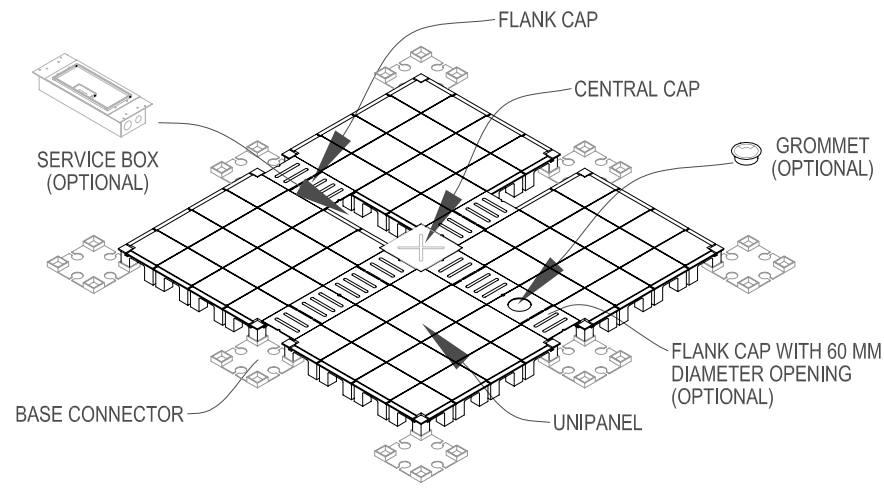 FLANK CAP
CENTRAL CAP
GROMMET
(OPTIONAL)
SERVICE BOX
(OPTIONAL)
FLANK CAP WITH 60 MM
DIAMETER OPENING
(OPTIONAL)
BASE CONNECTOR
UNIPANEL